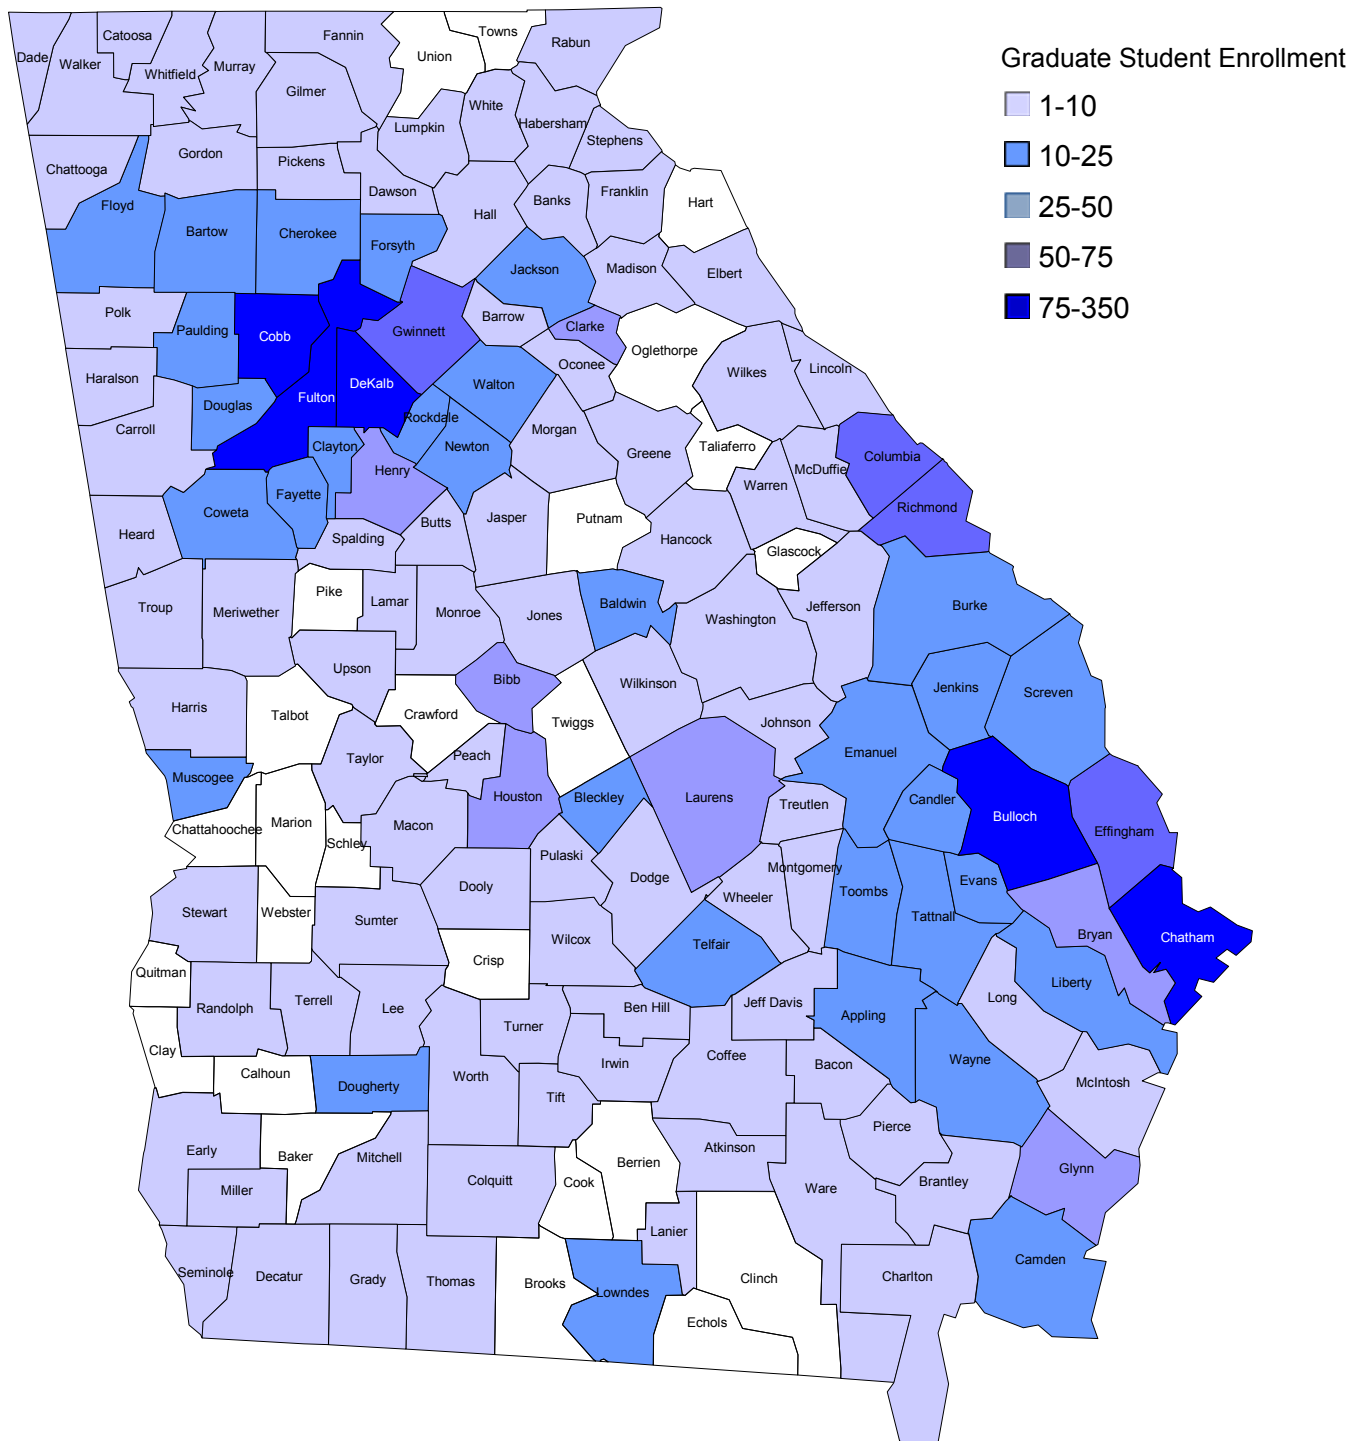 Graduate Student Enrollment
1-10
10-25
25-50
50-75
75-350
Dade
Walker
Catoosa
Whitfield
Murray
Fannin
Gilmer
Union
Towns
Rabun
White
Habersham
Lumpkin
Stephens
Chattooga
Gordon
Pickens
Dawson
Floyd
Bartow
Cherokee
Forsyth
Hall
Banks
Franklin
Hart
Jackson
Madison
Elbert
Polk
Paulding
Cobb
Gwinnett
Barrow
Clarke
Oglethorpe
Oconee
Wilkes
Lincoln
Haralson
Douglas
Fulton
DeKalb
Rockdale
Walton
Carroll
Clayton
Henry
Newton
Morgan
Greene
Taliaferro
Columbia
McDuffie
Warren
Richmond
Heard
Coweta
Fayette
Spalding
Butts
Jasper
Putnam
Hancock
Glascock
Troup
Meriwether
Pike
Lamar
Monroe
Jones
Baldwin
Washington
Jefferson
Burke
Upson
Bibb
Wilkinson
Jenkins
Screven
Harris
Talbot
Crawford
Twiggs
Johnson
Emanuel
Muscogee
Taylor
Peach
Houston
Bleckley
Laurens
Treutlen
Candler
Bulloch
Effingham
Chattahoochee
Marion
Schley
Macon
Pulaski
Dodge
Wheeler
Montgomery
Toombs
Tattnall
Evans
Stewart
Webster
Sumter
Dooly
Wilcox
Telfair
Bryan
Chatham
Quitman
Crisp
Randolph
Terrell
Lee
Turner
Ben Hill
Jeff Davis
Appling
Long
Liberty
Clay
Calhoun
Dougherty
Worth
Irwin
Coffee
Bacon
Wayne
McIntosh
Tift
Early
Baker
Mitchell
Colquitt
Cook
Berrien
Atkinson
Pierce
Miller
Ware
Brantley
Glynn
Lanier
Seminole
Decatur
Grady
Thomas
Brooks
Lowndes
Clinch
Echols
Charlton
Camden